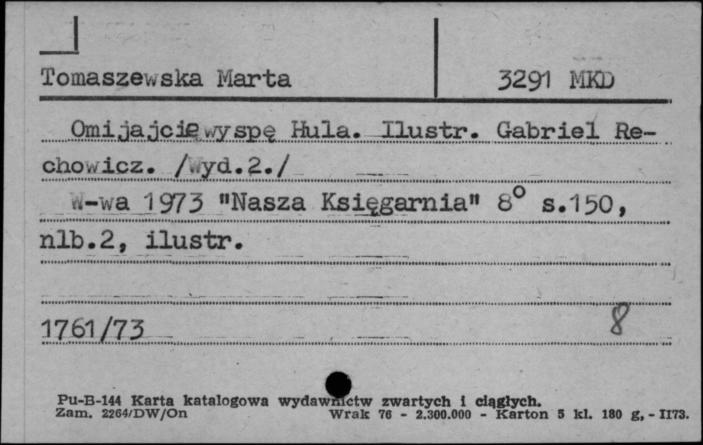 Tomaszewska Marta 3291 MKD
Omijajcie wyspę Hula. Ilustr. Gabriel Re-
chowicz. /Wyd.2./
W-wa 1973 "Nasza Księgarnia" 8° s.150,
nlb.2, ilustr.
1761/73 8
Pu-B-144 Karta katalogowa wydawnictw zwartych i ciągłych.
Zam. 2264/DW/On Wrak 76 - 2.300.000 - Karton 5 kl. 180 g, - II73.